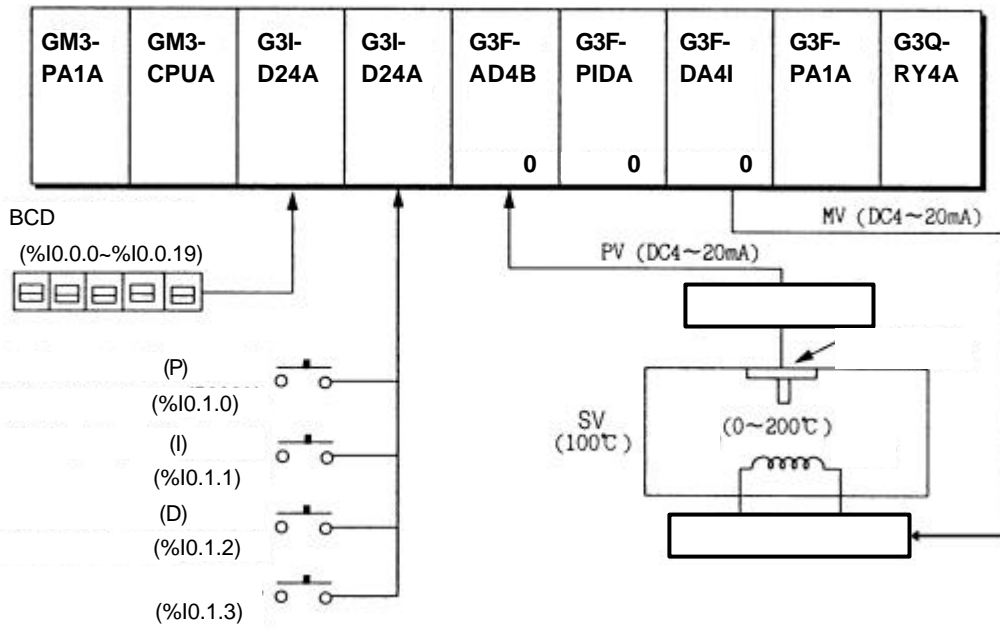 GM3-
PA1A
GM3-
CPUA
G3I-
D24A
G3I-
D24A
G3F-
AD4B
G3F-
PIDA
G3F-
DA4I
G3F-
PA1A
G3Q-
RY4A
0
0
0
BCD
(%I0.0.0~%I0.0.19)
MV (DC4~20mA)
PV (DC4~20mA)
(P)
(%I0.1.0)
(I)
(%I0.1.1)
(D)
(%I0.1.2)
(%I0.1.3)
SV
(100℃)
(0~200℃)